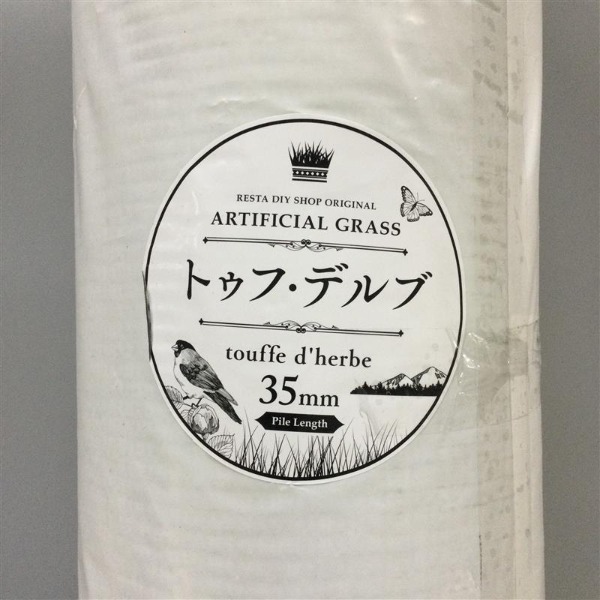 RESTA DIY SHOP ORIGINAL
ARTIFICIAL GRASS
トゥフ・デルブ
touffe d'herbe
35mm
Pile Length